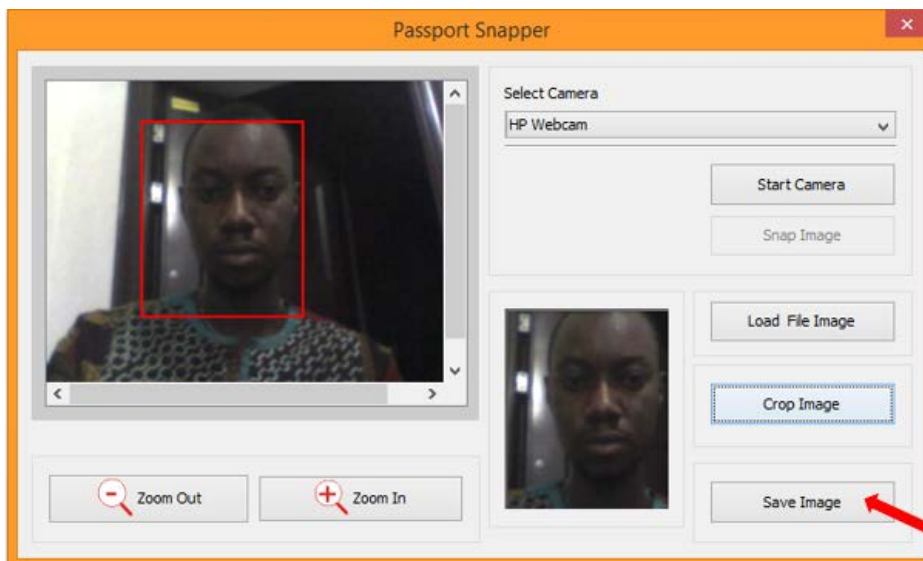 Passport Snapper
Select Camera
HP Webcam
Start Camera
Snap Image
Load File Image
Crop Image
Zoom Out
Zoom In
Save Image